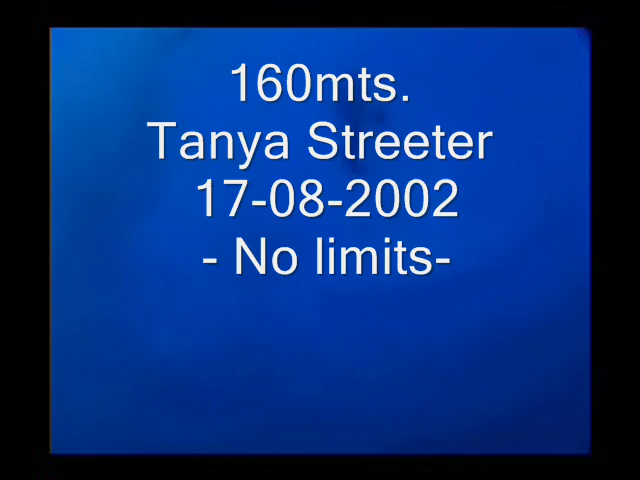 160mts.
Tanya Streeter
17-08-2002
- No limits-